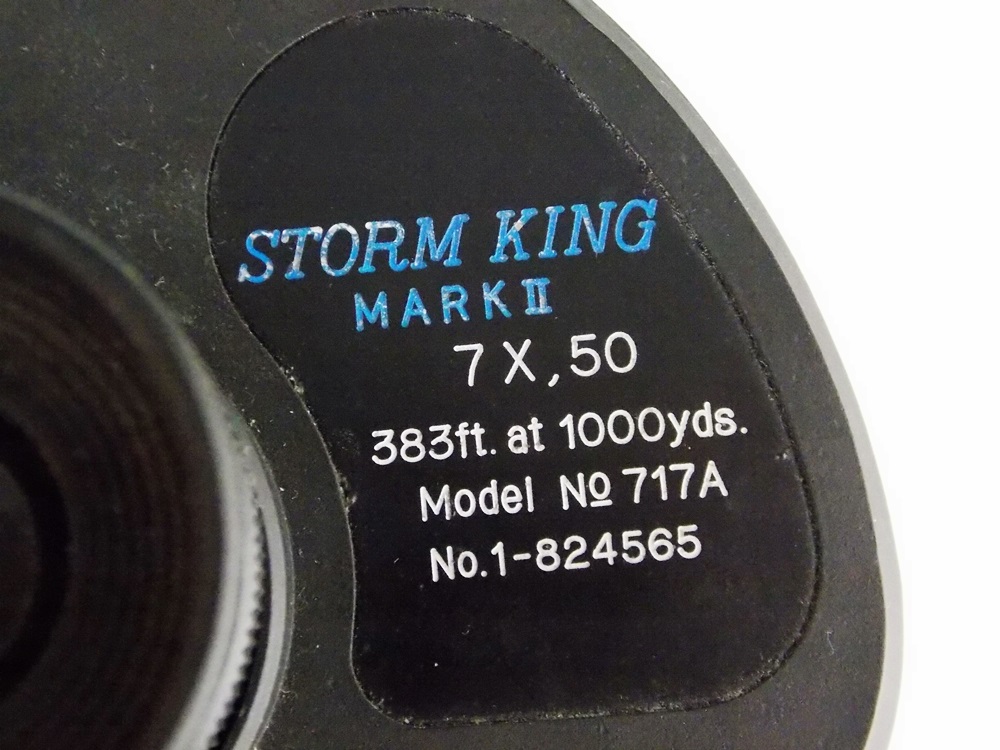 STORM KING
MARK II
7 X, 50
383ft. at 1000yds.
Model No 717A
No.1-824565